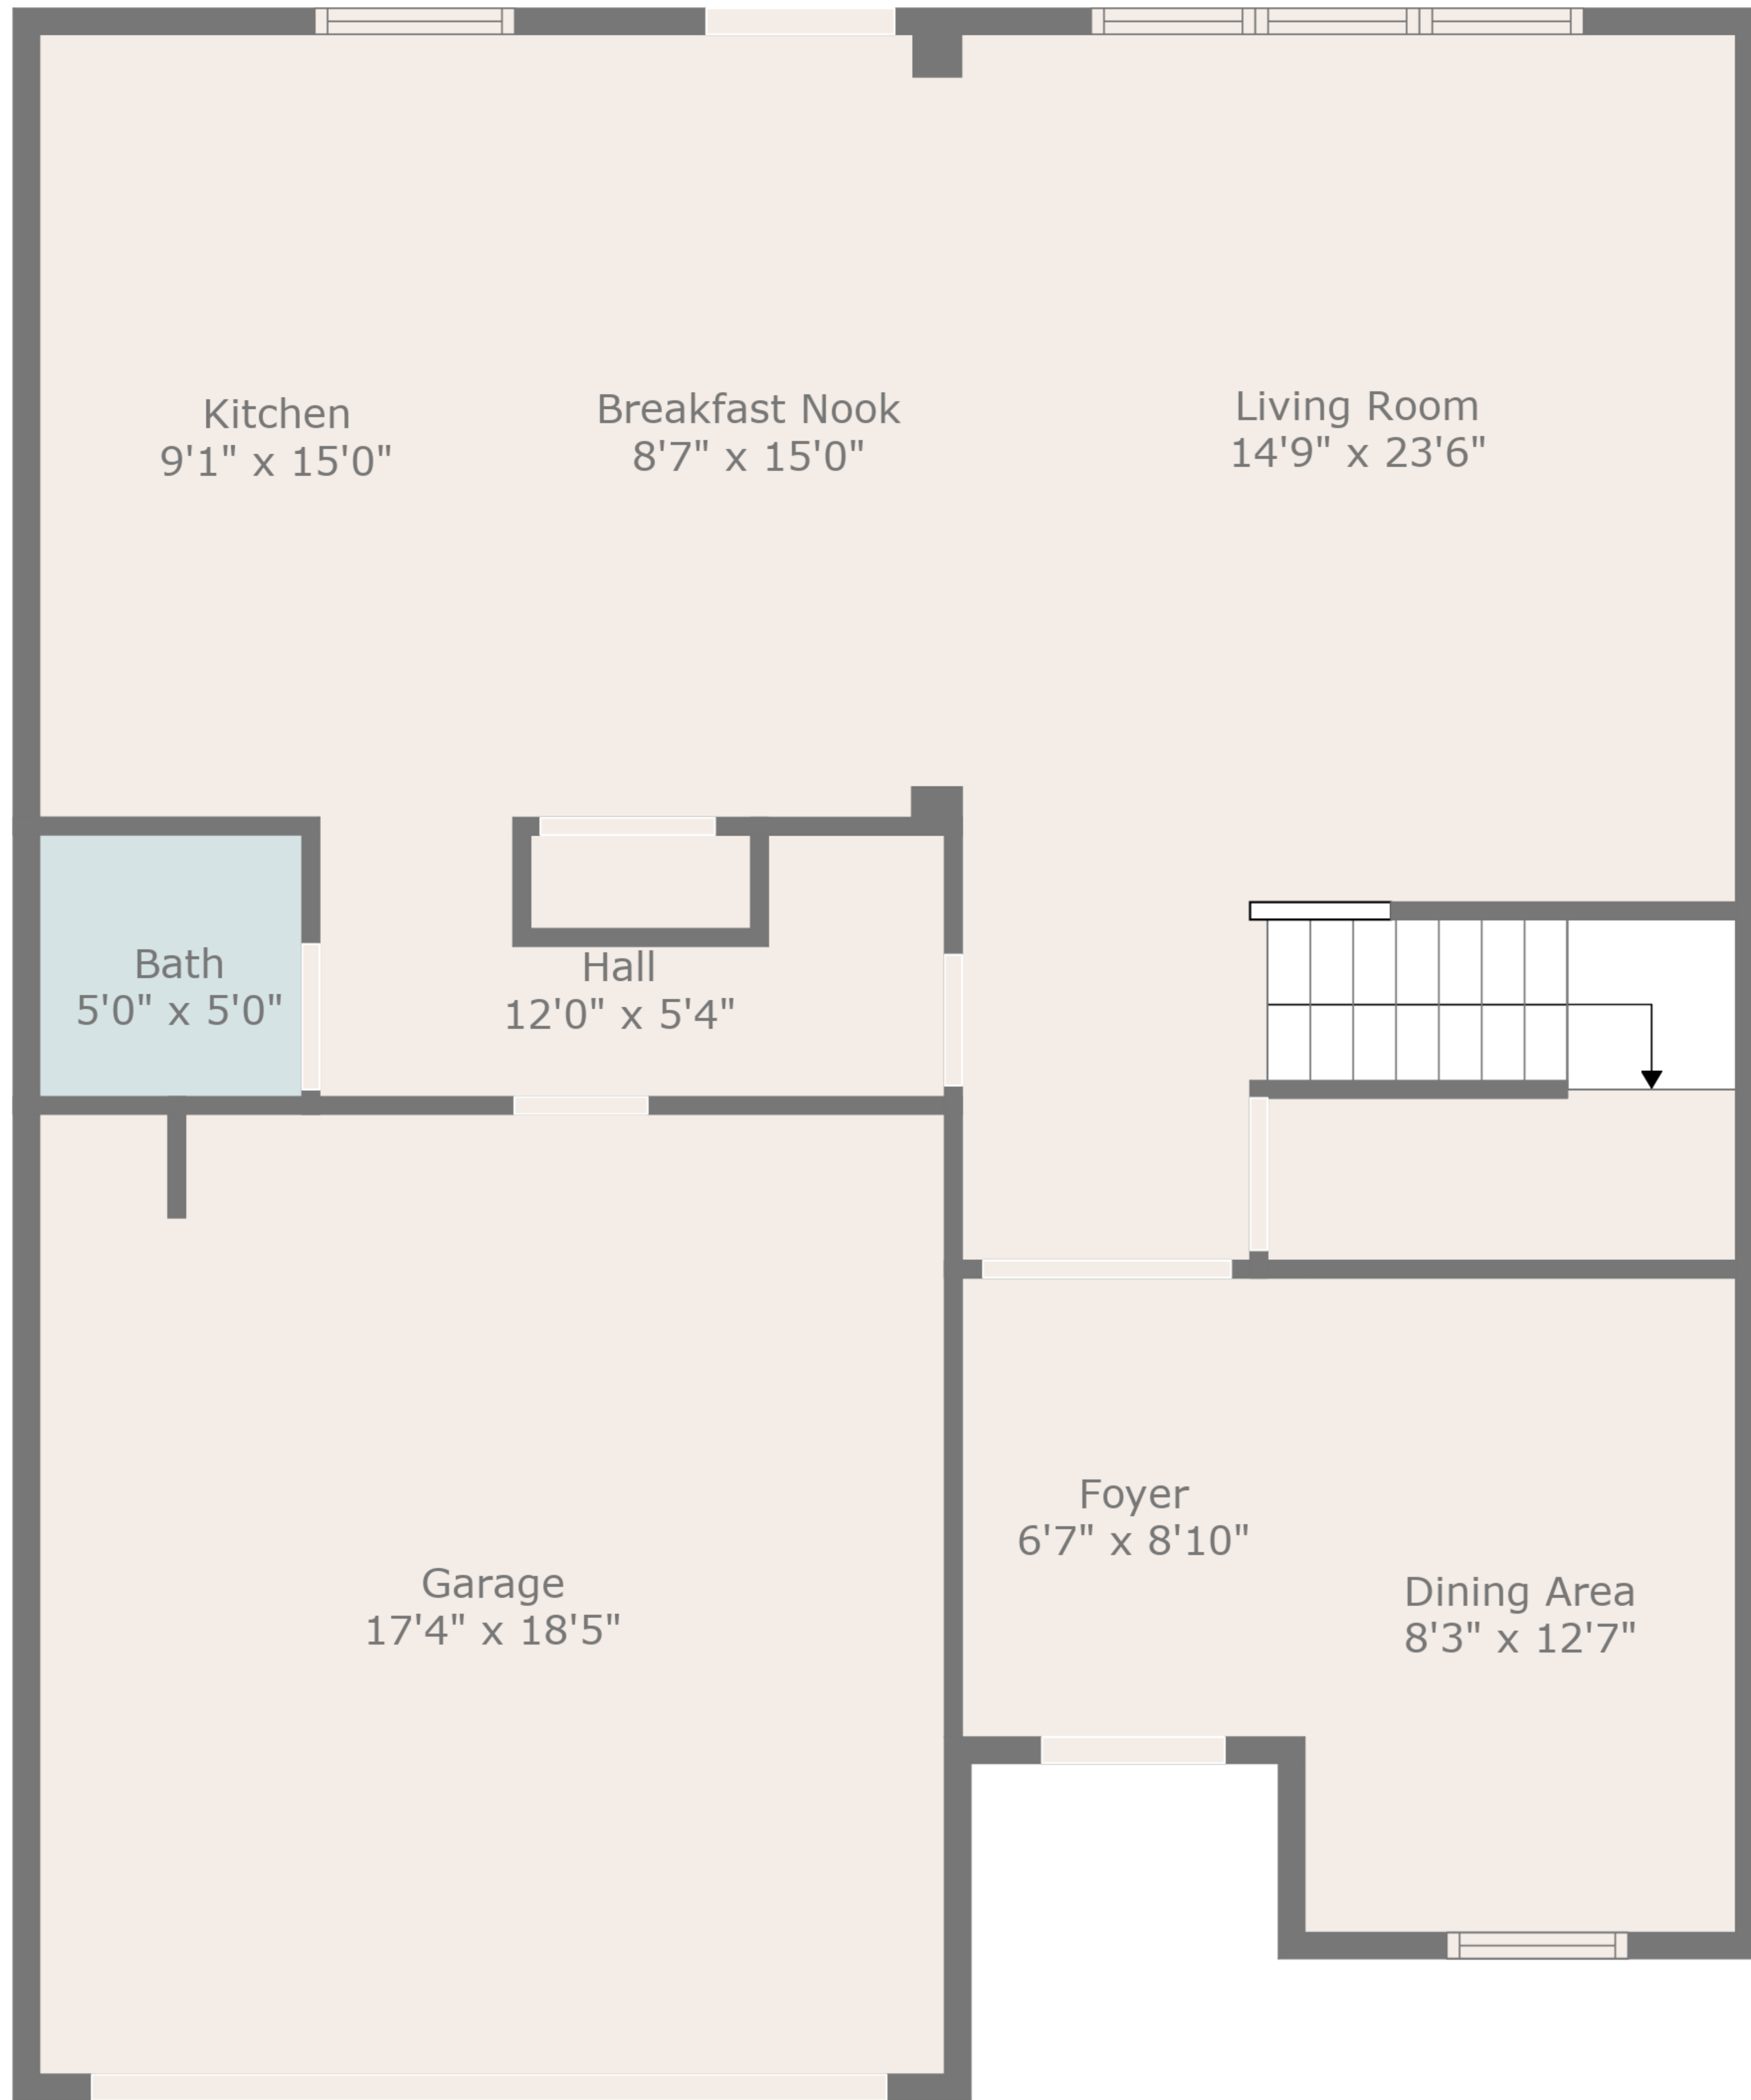 Kitchen
9'1" x 15'0"
Breakfast Nook
8'7" x 15'0"
Living Room
14'9" x 23'6"
Bath
5'0" x 5'0"
Hall
12'0" x 5'4"
Foyer
6'7" x 8'10"
Garage
17'4" x 18'5"
Dining Area
8'3" x 12'7"